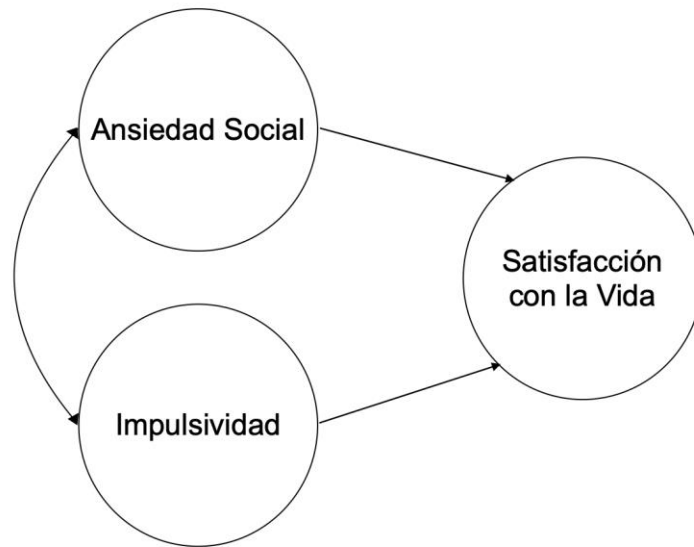 Ansiedad Social
Satisfacción
con la Vida
Impulsividad